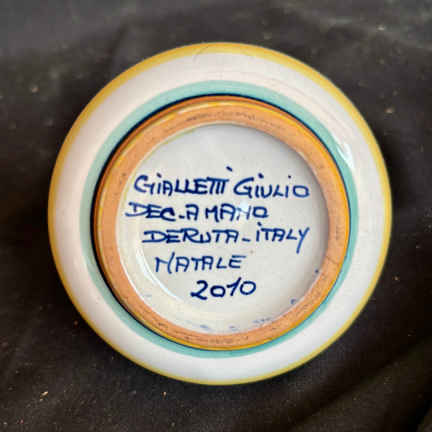 GIALLETTI GIULIO
DEC. A MANO
DERUTA-ITALY
NATALE
2010